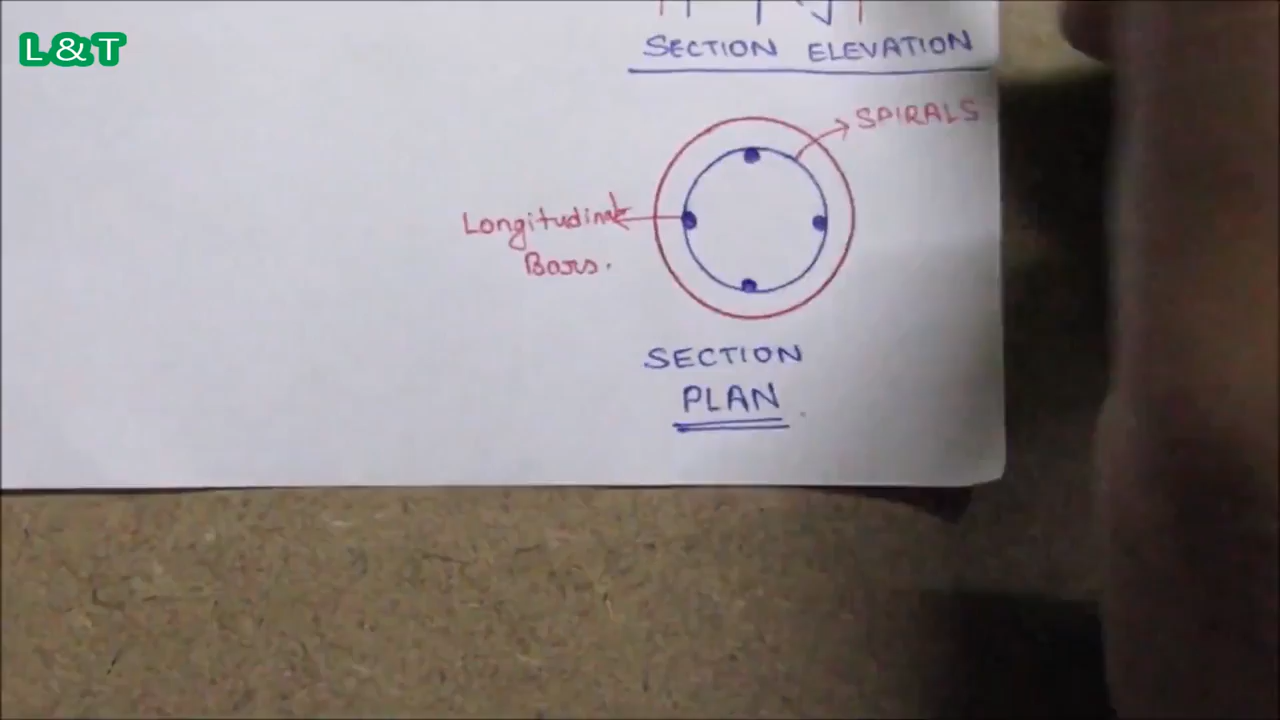 L&T
SECTION ELEVATION
SPIRALS
Longitudinal
Bars.
SECTION
PLAN